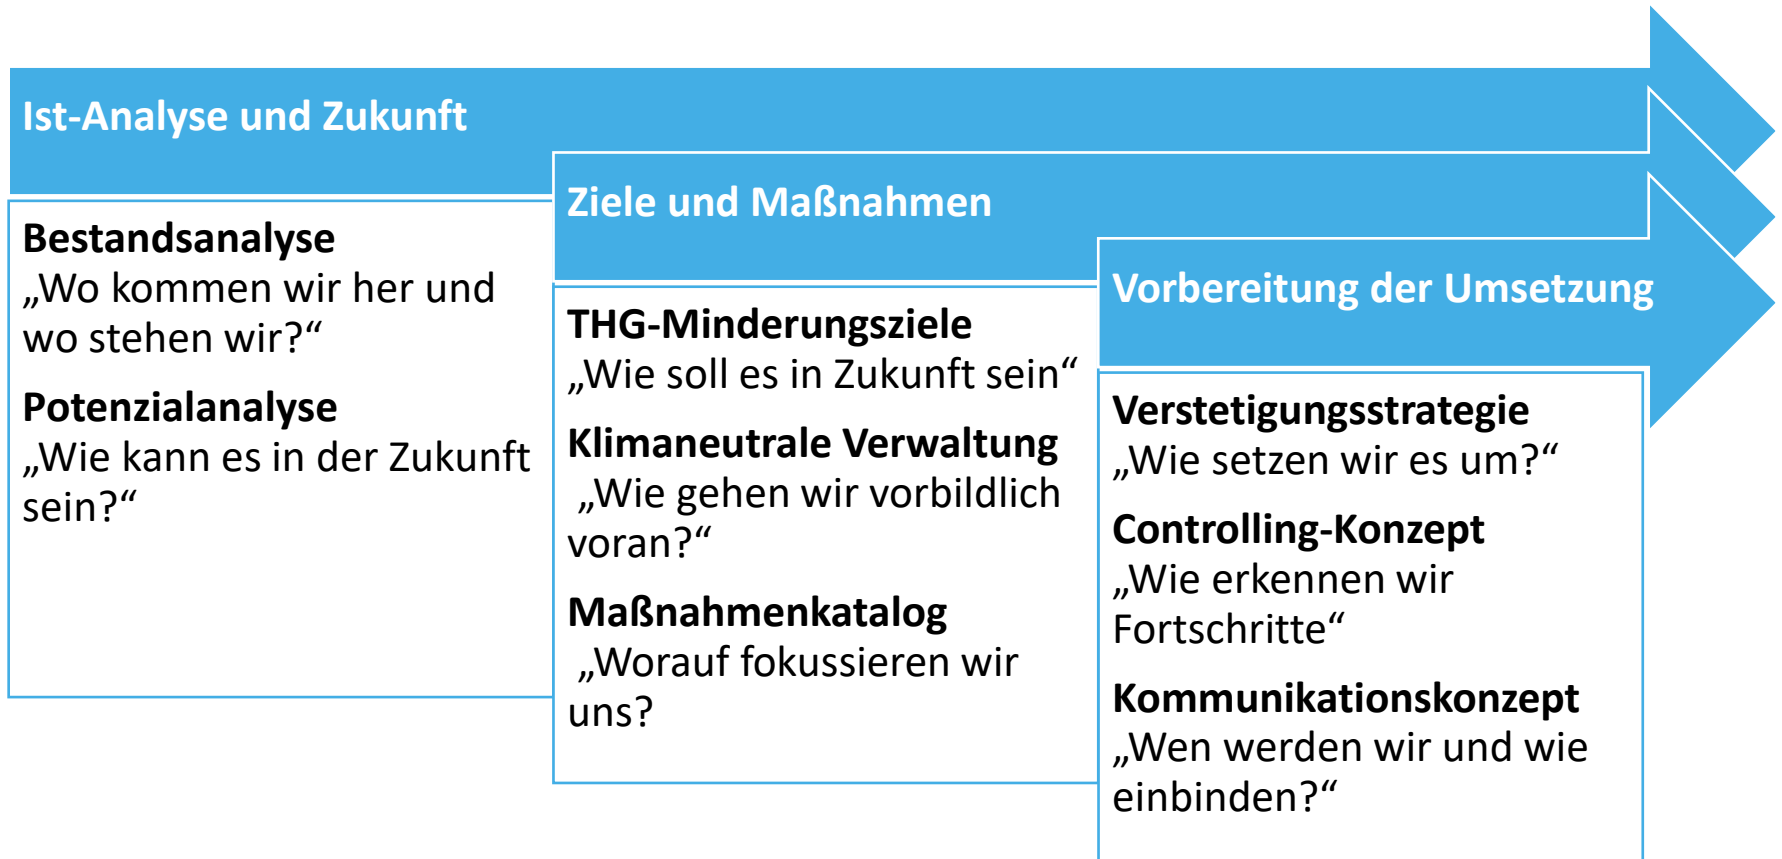 Ist-Analyse und Zukunft
Bestandsanalyse
„Wo kommen wir her und
wo stehen wir?“
Potenzialanalyse
„Wie kann es in der Zukunft
sein?“
Ziele und Maßnahmen
THG-Minderungsziele
„Wie soll es in Zukunft sein“
Klimaneutrale Verwaltung
„Wie gehen wir vorbildlich
voran?“
Maßnahmenkatalog
„Worauf fokussieren wir
uns?
Vorbereitung der Umsetzung
Verstetigungsstrategie
„Wie setzen wir es um?“
Controlling-Konzept
„Wie erkennen wir
Fortschritte“
Kommunikationskonzept
„Wen werden wir und wie
einbinden?“